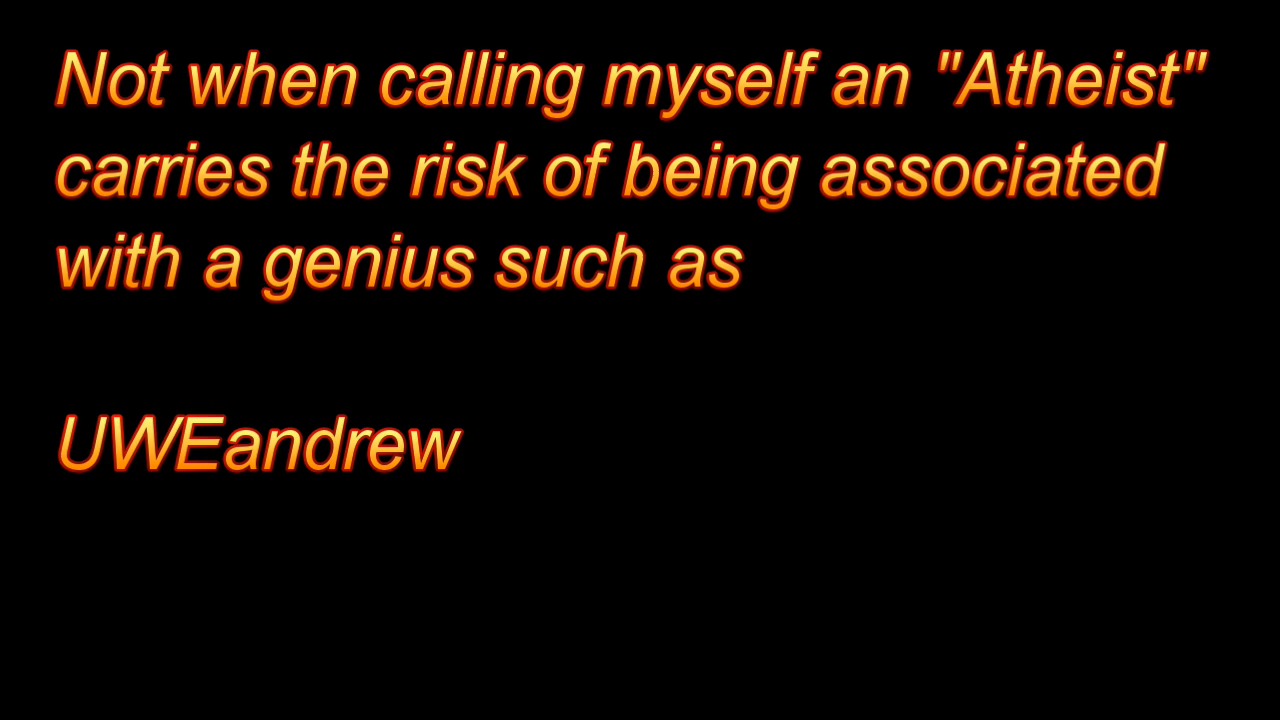 Not when calling myself an "Atheist"
carries the risk of being associated
with a genius such as
UWEandrew